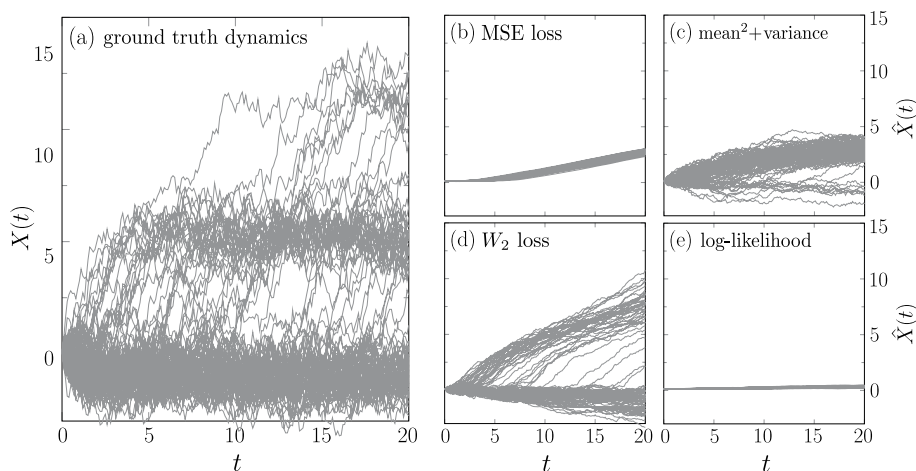 (a) ground truth dynamics
15
10
5
0
X(t)
0 5 10 15 20
t
(b) MSE loss
(c) mean²+variance
15
10
5
0
X̂(t)
(d) W₂ loss
(e) log-likelihood
15
10
5
0
X̂(t)
0 5 10 15 20
t
0 5 10 15 20
t